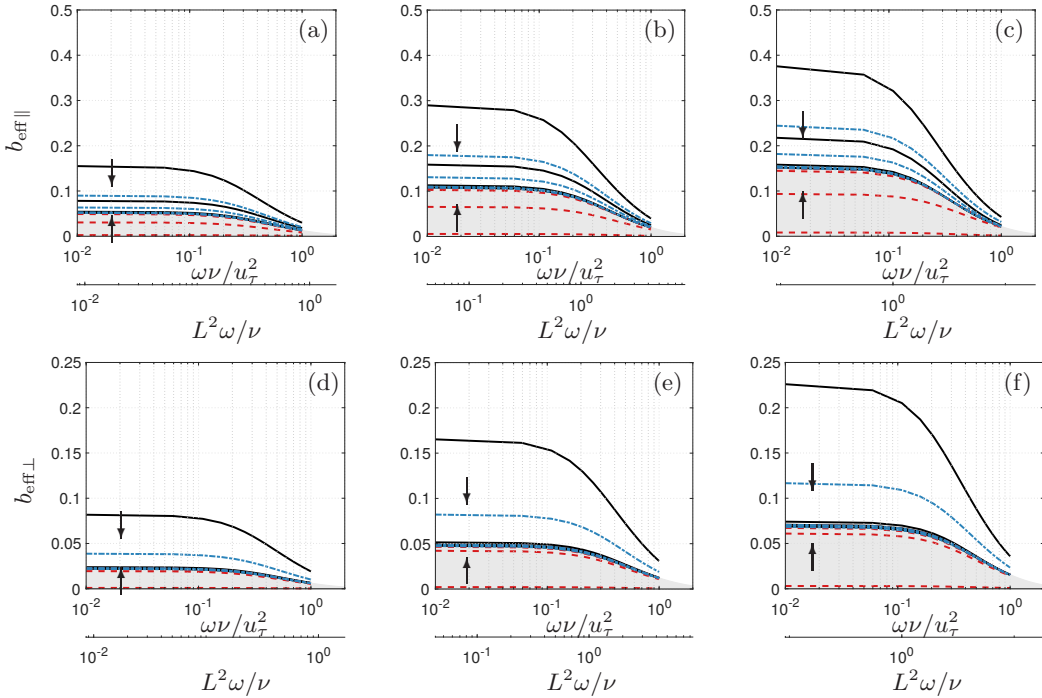 0.5 (a) (b) 0.5 (c)
0.4 0.4 0.4
0.3 0.3 0.3
b_eff∥ 0.2 0.2 0.2
0.1 0.1 0.1
0 0 0
10^-2 10^-1 10^0 10^-2 10^-1 10^0 10^-2 10^-1 10^0
ων/u_τ^2 ων/u_τ^2 ων/u_τ^2
10^-2 10^-1 10^0 10^-1 10^0 10^0
L^2ω/ν L^2ω/ν L^2ω/ν
0.25 (d) 0.25 (e) 0.25 (f)
0.2 0.2 0.2
0.15 0.15 0.15
b_eff⊥ 0.1 0.1 0.1
0.05 0.05 0.05
0 0 0
10^-2 10^-1 10^0 10^-2 10^-1 10^0 10^-2 10^-1 10^0
ων/u_τ^2 ων/u_τ^2 ων/u_τ^2
10^-2 10^-1 10^0 10^-1 10^0 10^0
L^2ω/ν L^2ω/ν L^2ω/ν